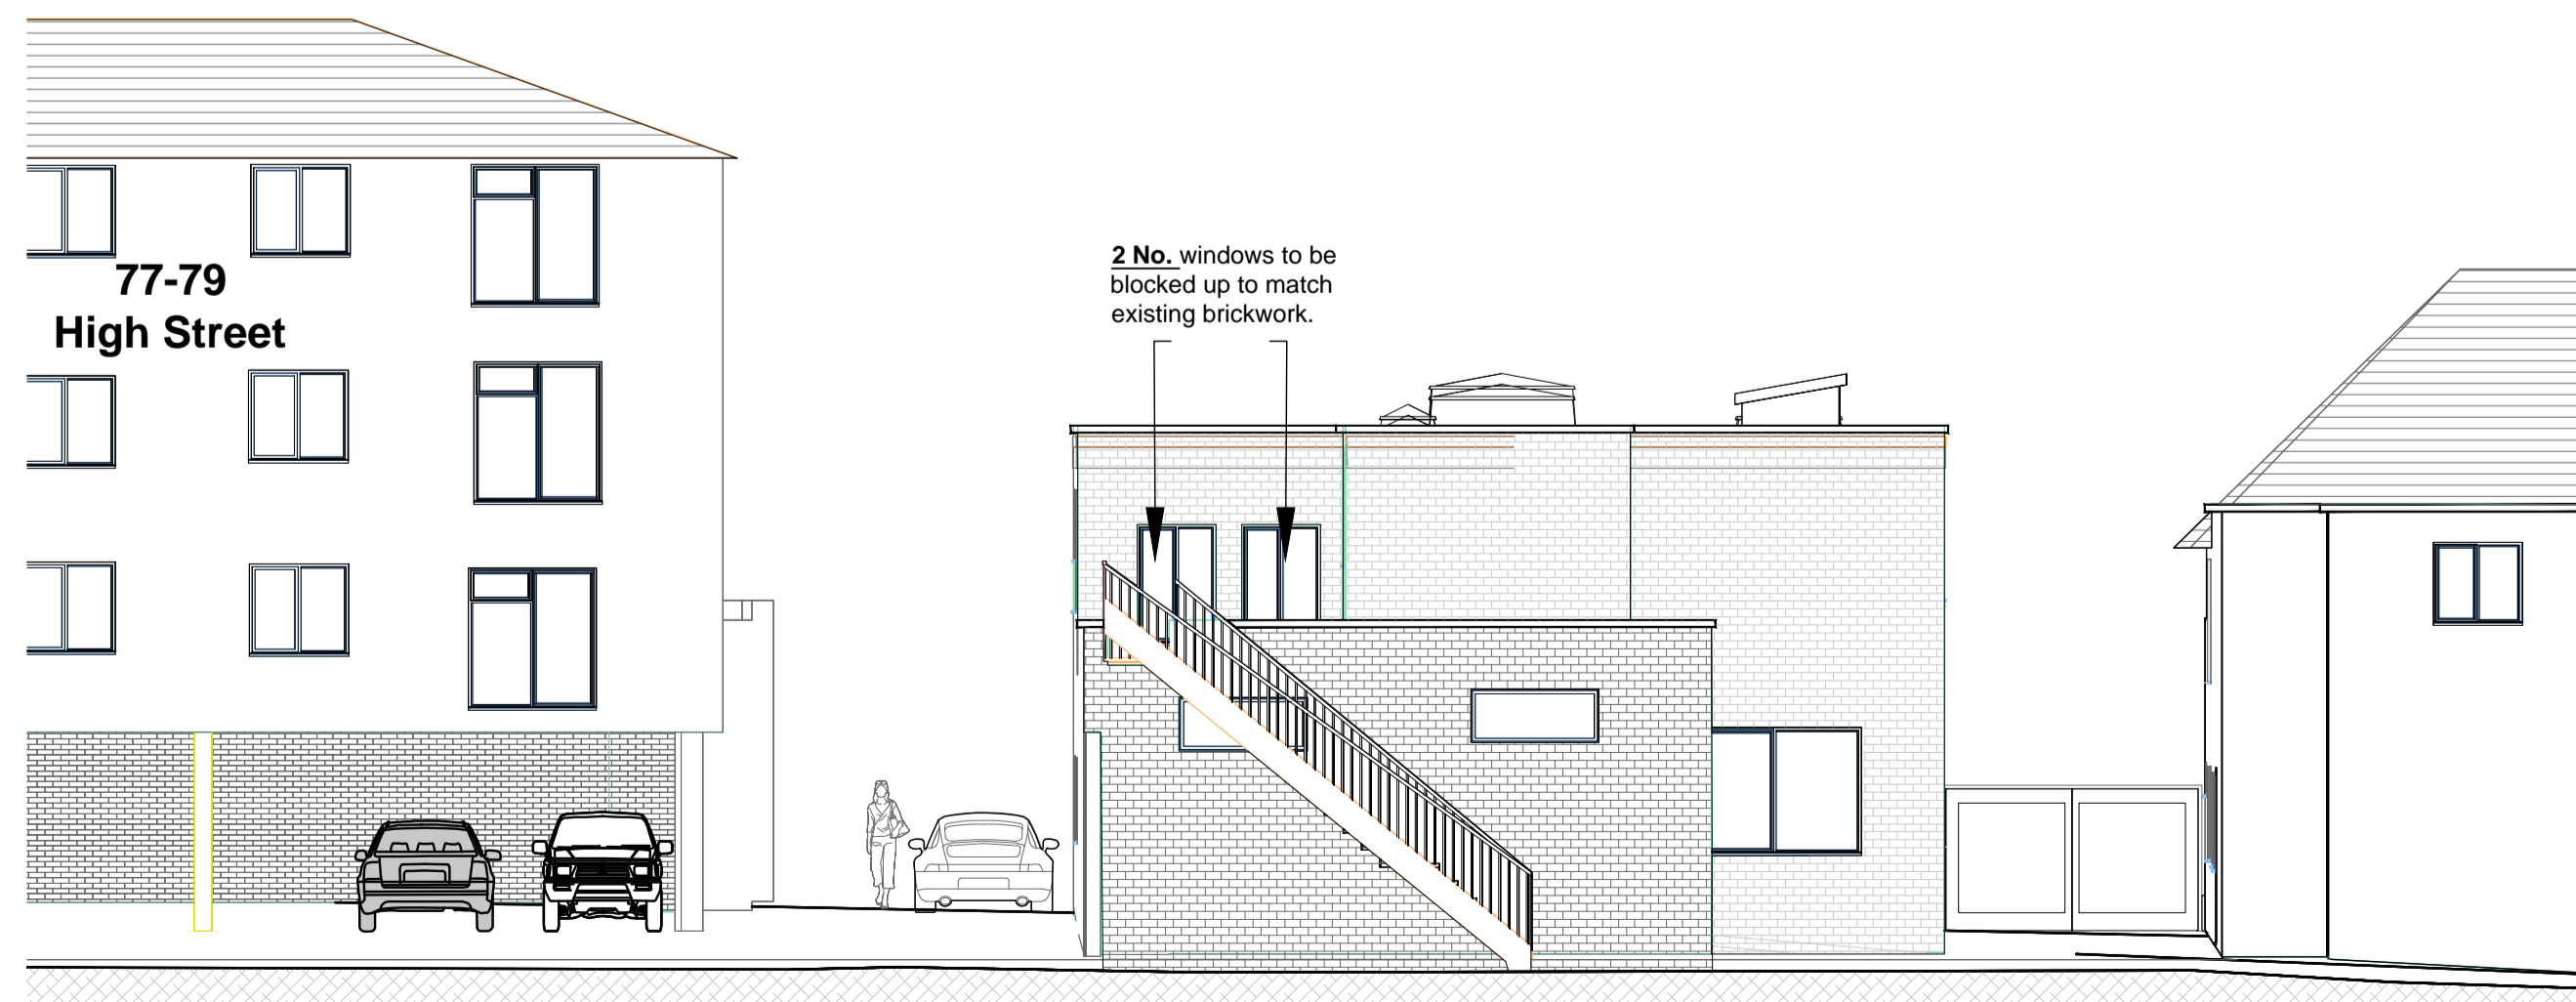 77-79
High Street
2 No. windows to be
blocked up to match
existing brickwork.